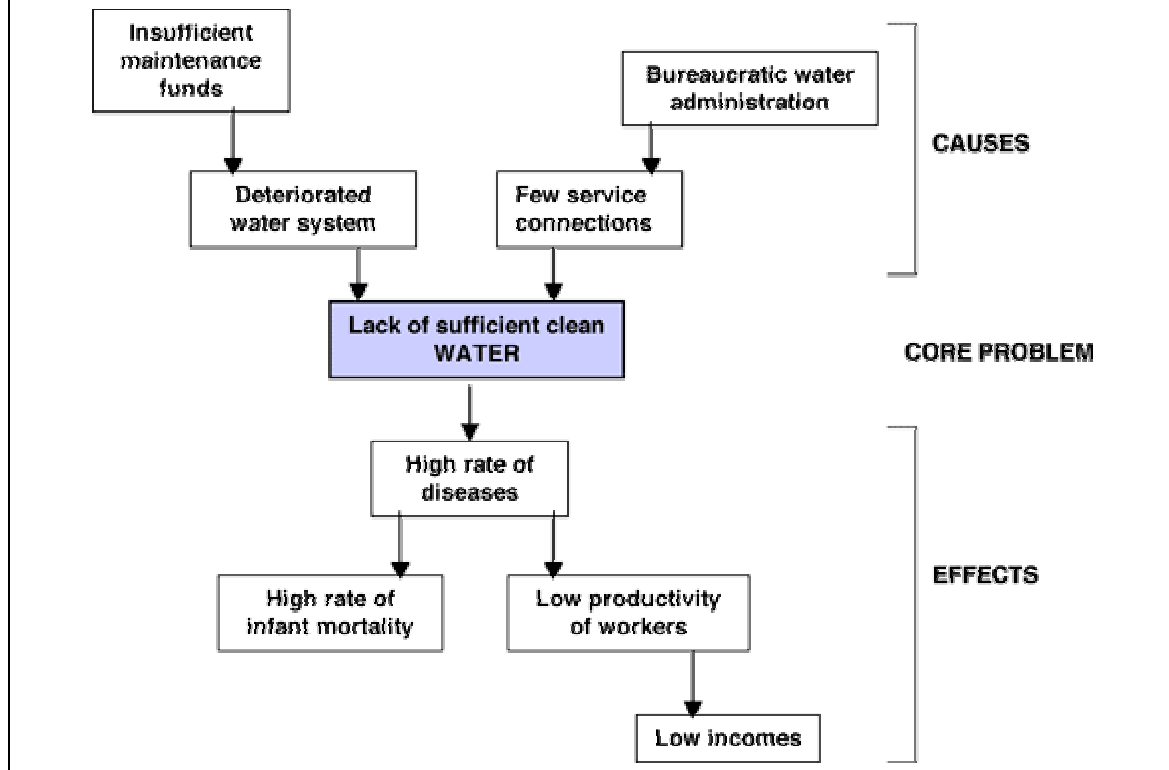 Insufficient
maintenance
funds
Bureaucratic water
administration
CAUSES
Deteriorated
water system
Few service
connections
Lack of sufficient clean
WATER
CORE PROBLEM
High rate of
diseases
EFFECTS
High rate of
infant mortality
Low productivity
of workers
Low incomes